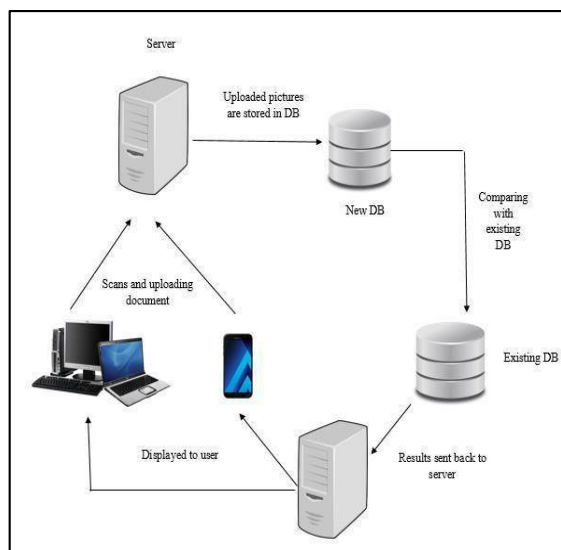 Server
Uploaded pictures
are stored in DB
New DB
Comparing
with
existing
DB
Scans and uploading
document
Existing DB
Displayed to user
Results sent back to
server